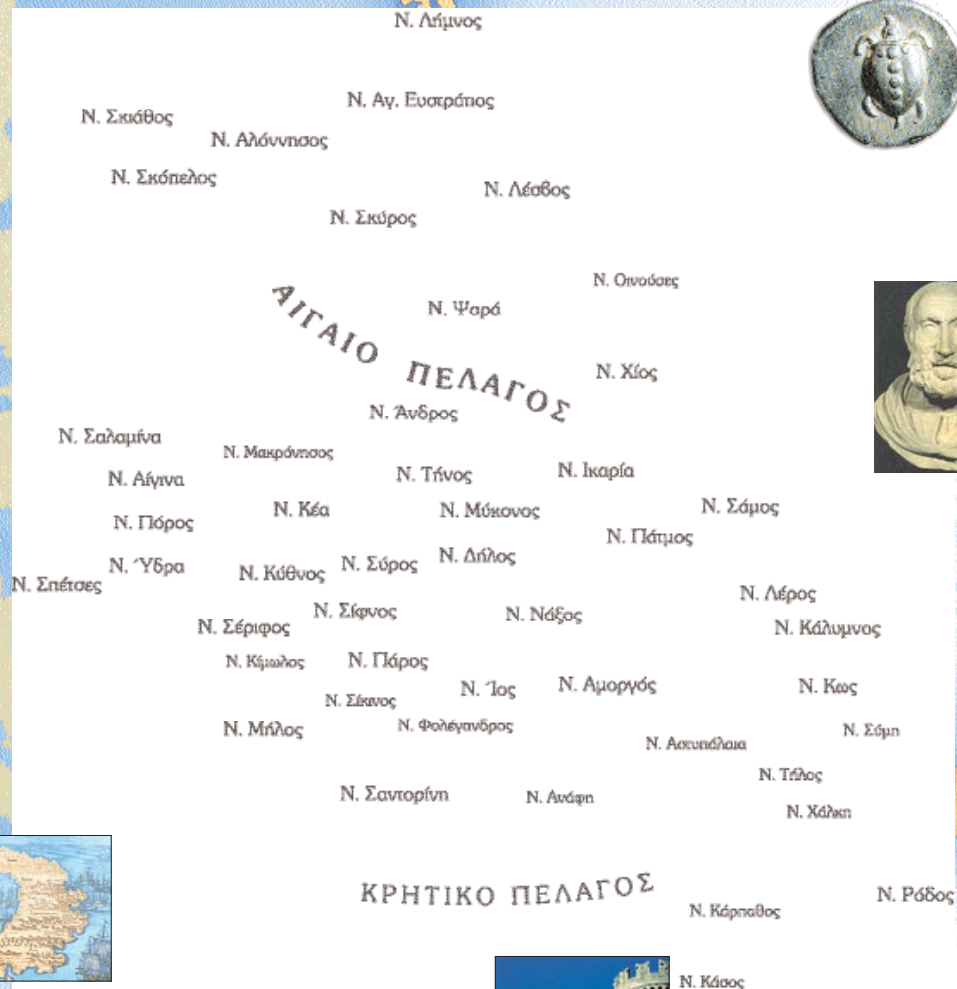 Ν. Λήμνος
Ν. Αγ. Ευστράτιος
Ν. Σκιάθος
Ν. Αλόννησος
Ν. Σκόπελος
Ν. Λέσβος
Ν. Σκύρος
Ν. Οινούσες
Ν. Ψαρά
ΑΙΓΑΙΟ ΠΕΛΑΓΟΣ
Ν. Χίος
Ν. Άνδρος
Ν. Σαλαμίνα
Ν. Μακρόνησος
Ν. Τήνος
Ν. Ικαρία
Ν. Αίγινα
Ν. Κέα
Ν. Μύκονος
Ν. Σάμος
Ν. Πόρος
Ν. Πάτμος
Ν. Ύδρα
Ν. Κύθνος
Ν. Σύρος
Ν. Δήλος
Ν. Σπέτσες
Ν. Λέρος
Ν. Σίφνος
Ν. Νάξος
Ν. Σέριφος
Ν. Κάλυμνος
Ν. Κίμωλος
Ν. Πάρος
Ν. Ίος
Ν. Αμοργός
Ν. Κως
Ν. Σίκινος
Ν. Μήλος
Ν. Φολέγανδρος
Ν. Σύμη
Ν. Αστυπάλαια
Ν. Τήλος
Ν. Σαντορίνη
Ν. Ανάφη
Ν. Χάλκη
ΚΡΗΤΙΚΟ ΠΕΛΑΓΟΣ
Ν. Ρόδος
Ν. Κάρπαθος
Ν. Κάσος